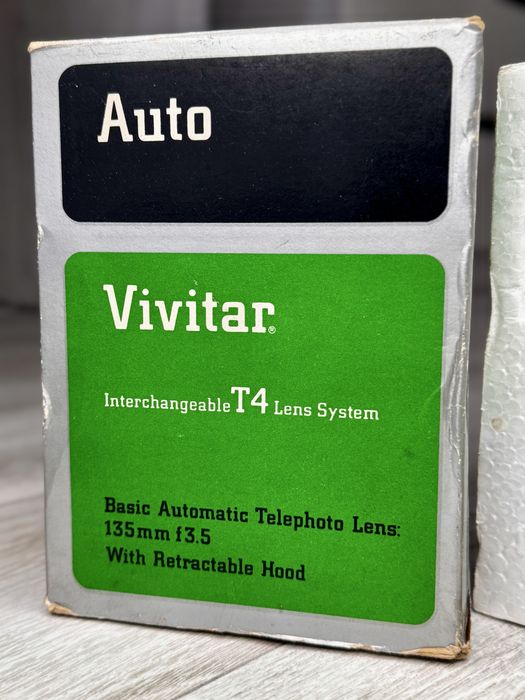 Auto
Vivitar®
Interchangeable T4 Lens System
Basic Automatic Telephoto Lens:
135mm f3.5
With Retractable Hood